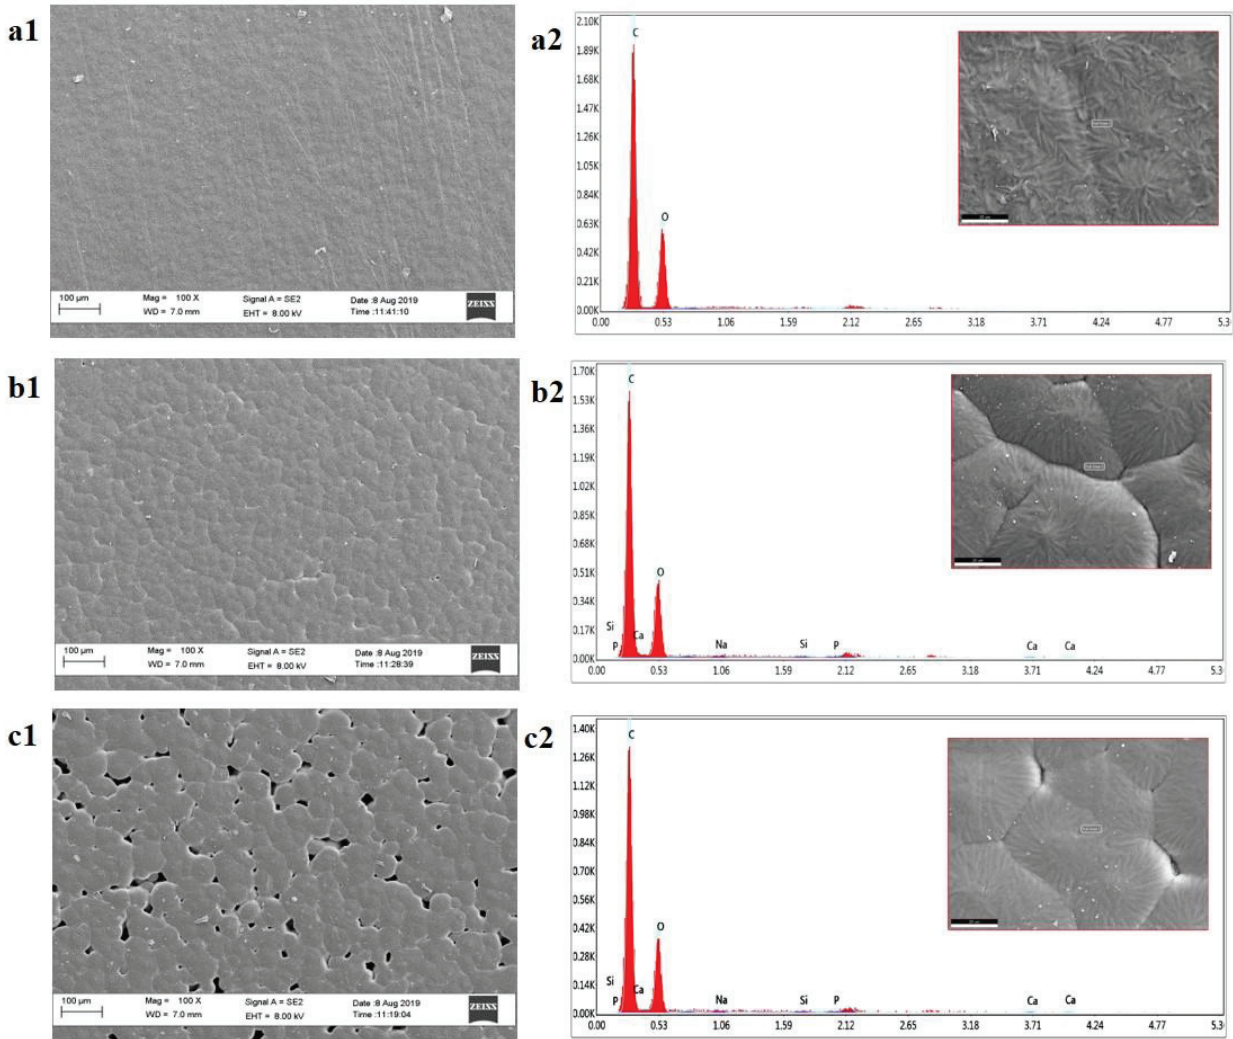 a1
100 µm
Mag = 100 X
Signal A = SE2
Date :8 Aug 2019
WD = 7.0 mm
EHT = 8.00 kV
Time :11:41:10
ZEISS
a2
2.10K
1.89K
1.68K
1.47K
1.26K
1.05K
0.84K
0.63K
0.42K
0.21K
0.00K
C
O
0.00 0.53 1.06 1.59 2.12 2.65 3.18 3.71 4.24 4.77 5.3
b1
100 µm
Mag = 100 X
Signal A = SE2
Date :8 Aug 2019
WD = 7.0 mm
EHT = 8.00 kV
Time :11:28:39
ZEISS
b2
1.70K
1.53K
1.36K
1.19K
1.02K
0.85K
0.68K
0.51K
0.34K
0.17K
0.00K
C
O
Si
P
Ca
Na
Si
P
Ca
Ca
0.00 0.53 1.06 1.59 2.12 2.65 3.18 3.71 4.24 4.77 5.3
c1
100 µm
Mag = 100 X
Signal A = SE2
Date :8 Aug 2019
WD = 7.0 mm
EHT = 8.00 kV
Time :11:19:04
ZEISS
c2
1.40K
1.26K
1.12K
0.98K
0.84K
0.70K
0.56K
0.42K
0.28K
0.14K
0.00K
C
O
Si
P
Ca
Na
Si
P
Ca
Ca
0.00 0.53 1.06 1.59 2.12 2.65 3.18 3.71 4.24 4.77 5.3